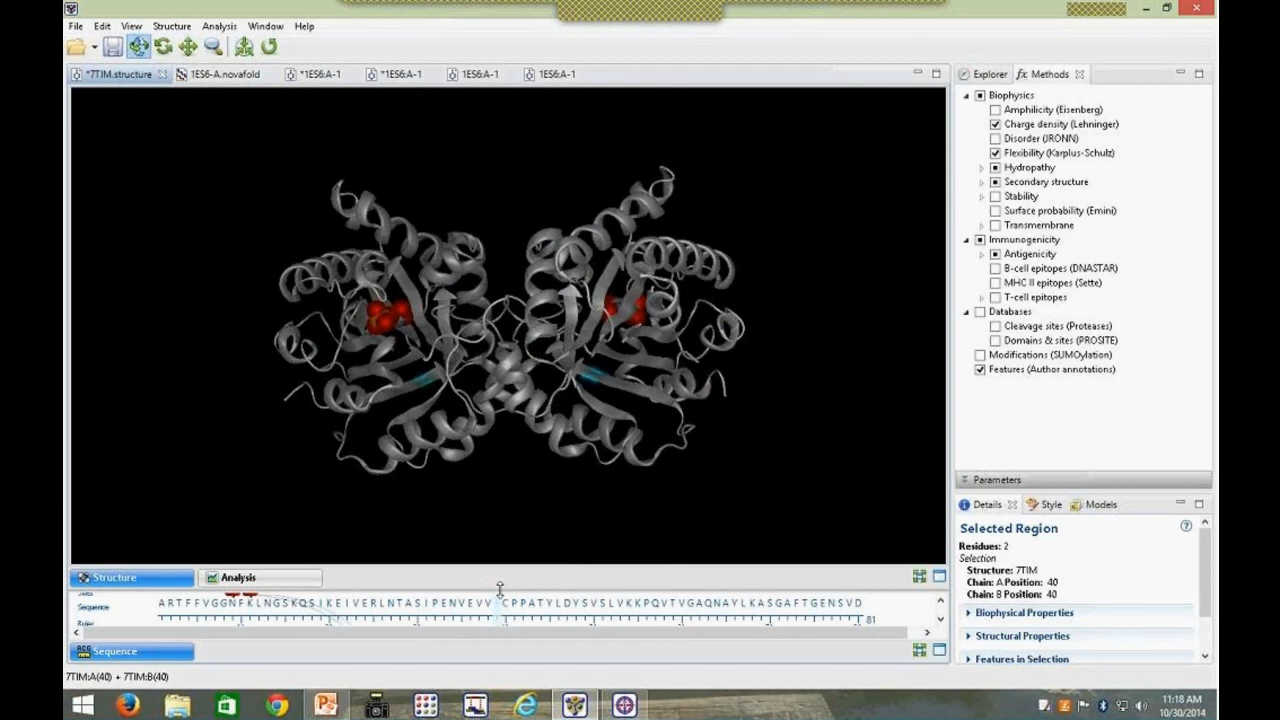 File Edit View Structure Analysis Window Help
*7TIM.structure 1ES6-A.novafold *1ES6:A-1 *1ES6:A-1 1ES6:A-1 1ES6:A-1
Explorer fx Methods
Biophysics
Amphilicity (Eisenberg)
Charge density (Lehninger)
Disorder (JRONN)
Flexibility (Karplus-Schulz)
Hydropathy
Secondary structure
Stability
Surface probability (Emini)
Transmembrane
Immunogenicity
Antigenicity
B-cell epitopes (DNASTAR)
MHC II epitopes (Sette)
T-cell epitopes
Databases
Cleavage sites (Proteases)
Domains & sites (PROSITE)
Modifications (SUMOylation)
Features (Author annotations)
Parameters
Details Style Models
Selected Region
Residues: 2
Selection
Structure: 7TIM
Chain: A Position: 40
Chain: B Position: 40
Biophysical Properties
Structural Properties
Features in Selection
Structure Analysis
Sequence A R T F F V G G N F K L N G S K Q S I K E I V E R L N T A S I P E N V E V V C P P A T Y L D Y S V S L V K K P Q V T V G A Q N A Y L K A S G A F T G E N S V D
81
Sequence
7TIM:A(40) + 7TIM:B(40)
11:18 AM
10/30/2014